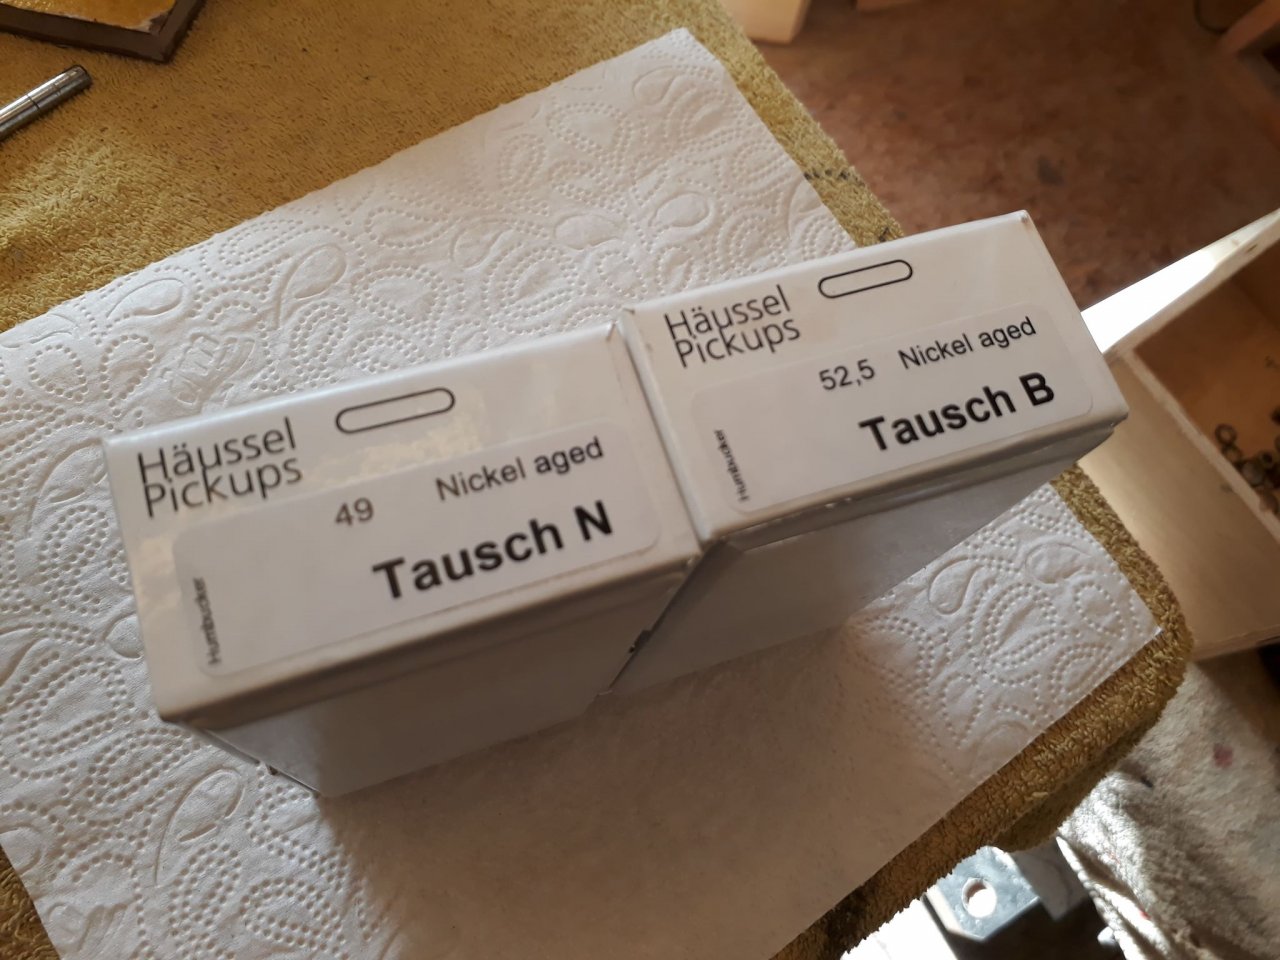 Häussel
Pickups
49 Nickel aged
Tausch N
Humbucker
Häussel
Pickups
52,5 Nickel aged
Tausch B
Humbucker